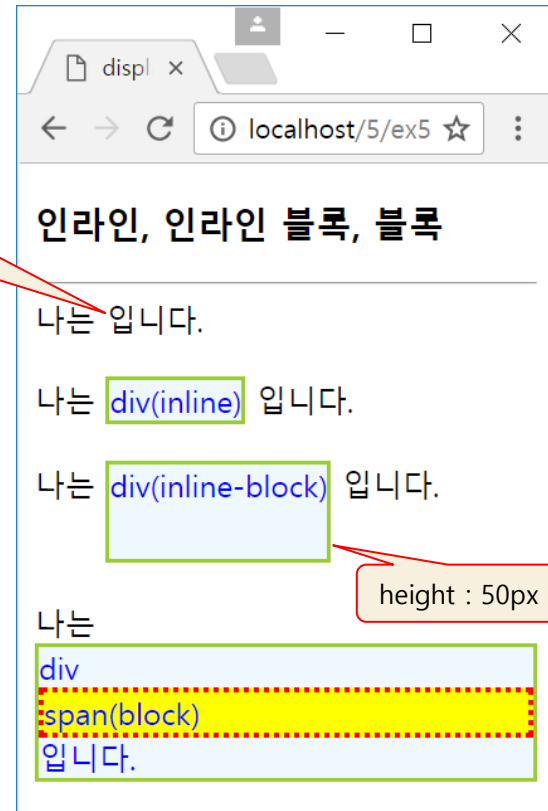 displ
localhost/5/ex5
인라인, 인라인 블록, 블록
나는 입니다.
나는 div(inline) 입니다.
나는 div(inline-block) 입니다.
height : 50px
나는
div
span(block)
입니다.